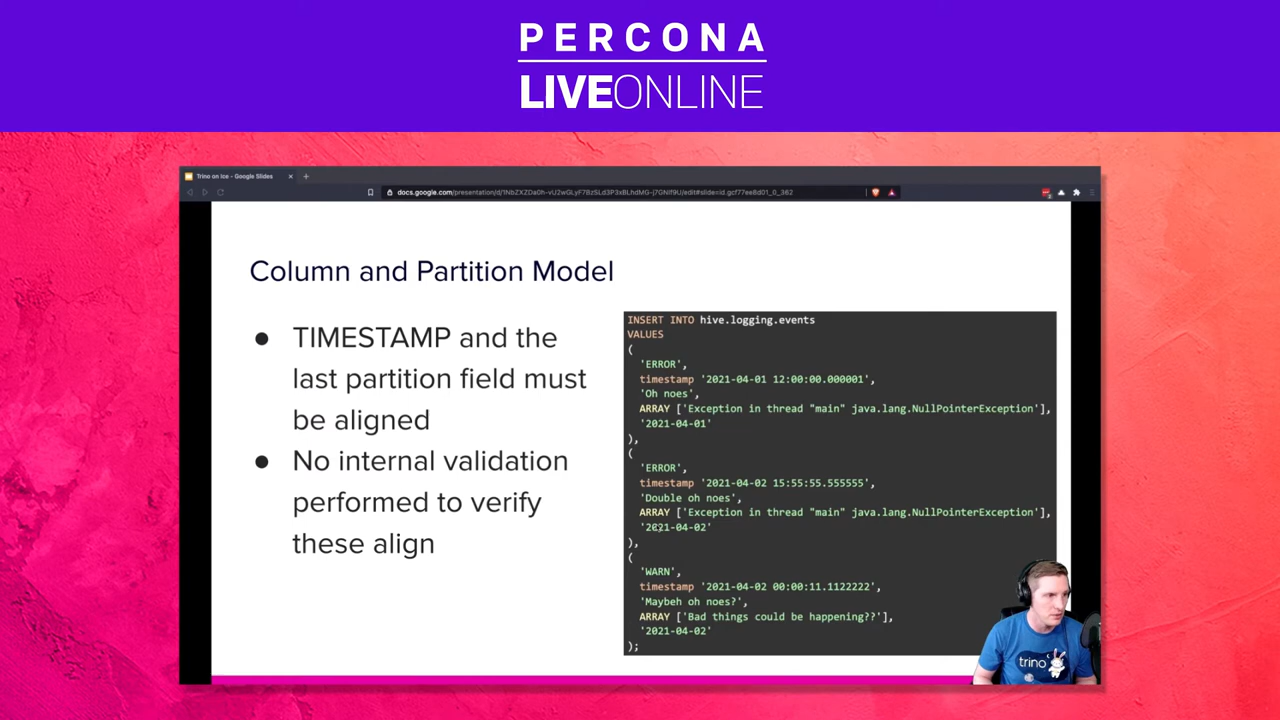 PERCONA
LIVEONLINE
Trino on Ice - Google Slides
Column and Partition Model
● TIMESTAMP and the
last partition field must
be aligned
● No internal validation
performed to verify
these align
INSERT INTO hive.logging.events
VALUES
(
'ERROR',
timestamp '2021-04-01 12:00:00.000001',
'Oh noes',
ARRAY ['Exception in thread "main" java.lang.NullPointerException'],
'2021-04-01'
),
(
'ERROR',
timestamp '2021-04-02 15:55:55.555555',
'Double oh noes',
ARRAY ['Exception in thread "main" java.lang.NullPointerException'],
'2021-04-02'
),
(
'WARN',
timestamp '2021-04-02 00:00:11.1122222',
'Maybeh oh noes?',
ARRAY ['Bad things could be happening??'],
'2021-04-02'
);
trino